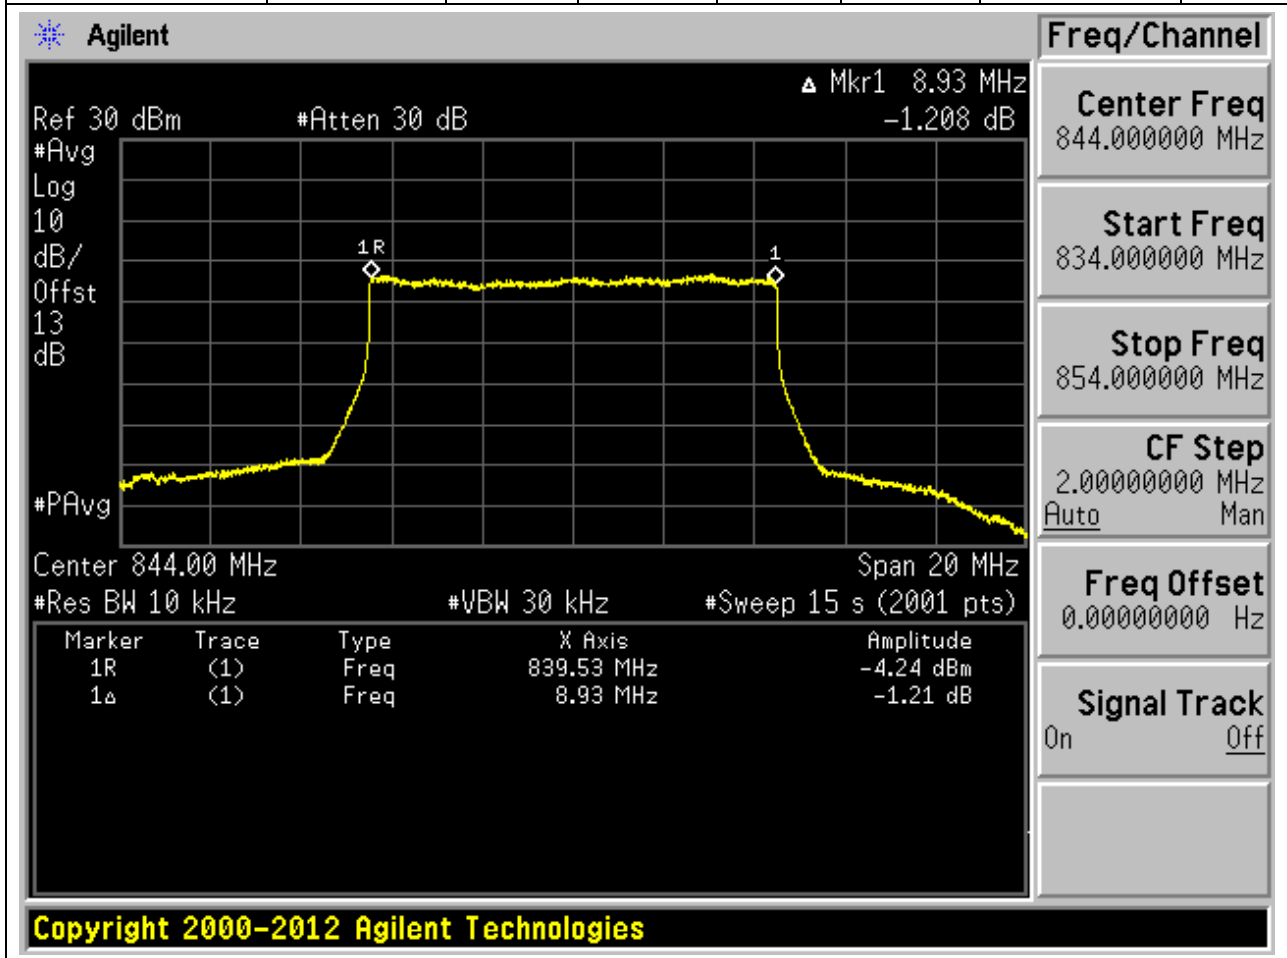 Agilent
Freq/Channel
Δ Mkr1 8.93 MHz
Ref 30 dBm #Atten 30 dB -1.208 dB
#Avg
Log
10
dB/
Offst
13
dB
#PAvg
1R
1
Center 844.00 MHz Span 20 MHz
#Res BW 10 kHz #VBW 30 kHz #Sweep 15 s (2001 pts)
Marker Trace Type X Axis Amplitude
1R (1) Freq 839.53 MHz -4.24 dBm
1Δ (1) Freq 8.93 MHz -1.21 dB
Center Freq
844.000000 MHz
Start Freq
834.000000 MHz
Stop Freq
854.000000 MHz
CF Step
2.00000000 MHz
Auto Man
Freq Offset
0.00000000 Hz
Signal Track
On Off
Copyright 2000-2012 Agilent Technologies